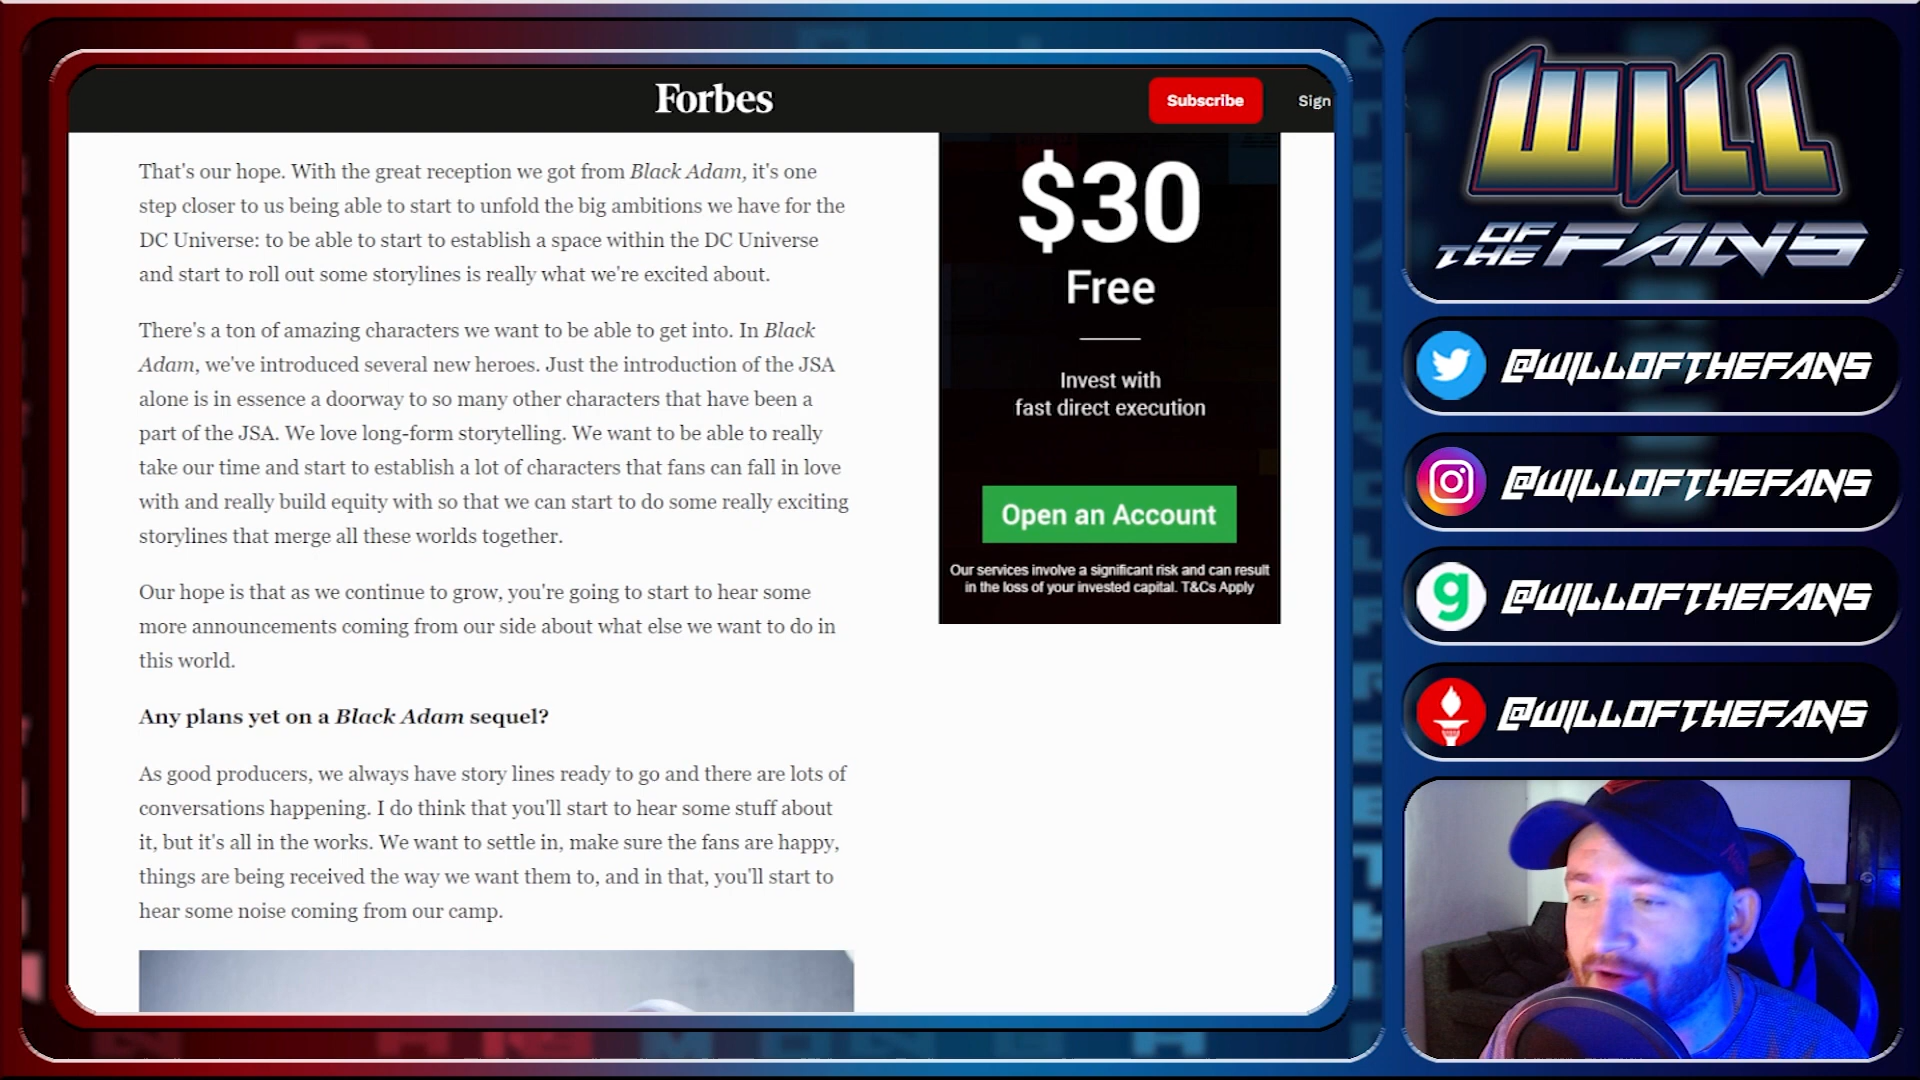 Forbes
Subscribe
Sign
That's our hope. With the great reception we got from Black Adam, it's one
step closer to us being able to start to unfold the big ambitions we have for the
DC Universe: to be able to start to establish a space within the DC Universe
and start to roll out some storylines is really what we're excited about.
There's a ton of amazing characters we want to be able to get into. In Black
Adam, we've introduced several new heroes. Just the introduction of the JSA
alone is in essence a doorway to so many other characters that have been a
part of the JSA. We love long-form storytelling. We want to be able to really
take our time and start to establish a lot of characters that fans can fall in love
with and really build equity with so that we can start to do some really exciting
storylines that merge all these worlds together.
Our hope is that as we continue to grow, you're going to start to hear some
more announcements coming from our side about what else we want to do in
this world.
Any plans yet on a Black Adam sequel?
As good producers, we always have story lines ready to go and there are lots of
conversations happening. I do think that you'll start to hear some stuff about
it, but it's all in the works. We want to settle in, make sure the fans are happy,
things are being received the way we want them to, and in that, you'll start to
hear some noise coming from our camp.
$30
Free
Invest with
fast direct execution
Open an Account
Our services involve a significant risk and can result
in the loss of your invested capital. T&Cs Apply
WILL
OF THE FANS
@WILLOFTHEFANS
@WILLOFTHEFANS
g @WILLOFTHEFANS
@WILLOFTHEFANS